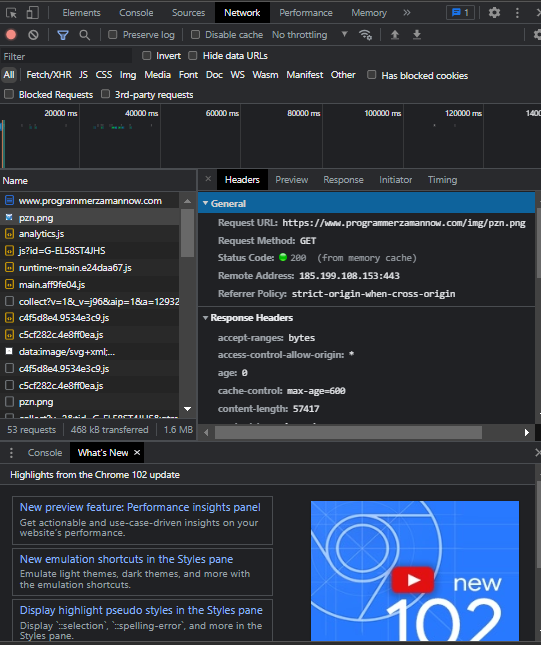 Elements Console Sources Network Performance Memory » 1
Preserve log Disable cache No throttling
Filter Invert Hide data URLs
All Fetch/XHR JS CSS Img Media Font Doc WS Wasm Manifest Other Has blocked cookies
Blocked Requests 3rd-party requests
20000 ms 40000 ms 60000 ms 80000 ms 100000 ms 120000 ms 1400
Name
www.programmerzamannow.com
pzn.png
analytics.js
js?id=G-EL58ST4JHS
runtime~main.e24daa67.js
main.aff9fe04.js
collect?v=1&_v=j96&aip=1&a=12932
c4f5d8e4.9534e3c9.js
c5cf282c.4e8ff0ea.js
data:image/svg+xml;…
c4f5d8e4.9534e3c9.js
c5cf282c.4e8ff0ea.js
pzn.png
53 requests 468 kB transferred 1.6 MB
× Headers Preview Response Initiator Timing
General
Request URL: https://www.programmerzamannow.com/img/pzn.png
Request Method: GET
Status Code: 200 (from memory cache)
Remote Address: 185.199.108.153:443
Referrer Policy: strict-origin-when-cross-origin
Response Headers
accept-ranges: bytes
access-control-allow-origin: *
age: 0
cache-control: max-age=600
content-length: 57417
Console What's New ×
Highlights from the Chrome 102 update
New preview feature: Performance insights panel
Get actionable and use-case-driven insights on your
website's performance.
New emulation shortcuts in the Styles pane
Emulate light themes, dark themes, and more with
the emulation shortcuts.
Display highlight pseudo styles in the Styles pane
Display `::selection`, `::spelling-error`, and more in the
Styles pane.
new
102